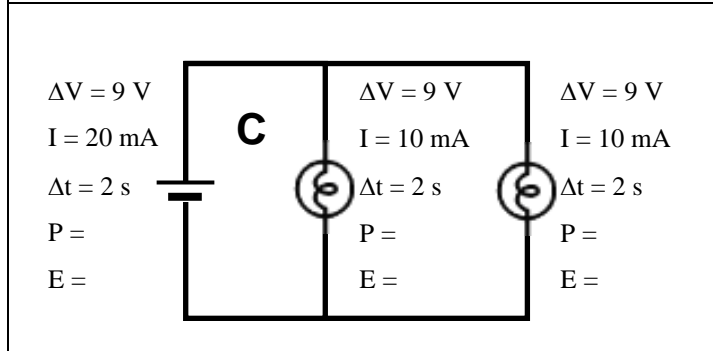 ΔV = 9 V
I = 20 mA
Δt = 2 s
P =
E =
C
ΔV = 9 V
I = 10 mA
Δt = 2 s
P =
E =
ΔV = 9 V
I = 10 mA
Δt = 2 s
P =
E =